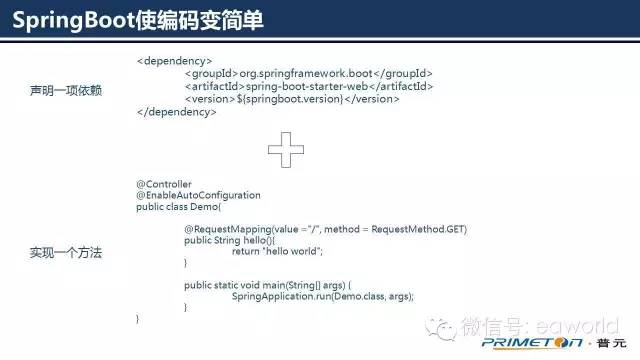 SpringBoot使编码变简单
声明一项依赖
<dependency>
<groupId>org.springframework.boot</groupId>
<artifactId>spring-boot-starter-web</artifactId>
<version>${springboot.version}</version>
</dependency>
实现一个方法
@Controller
@EnableAutoConfiguration
public class Demo{
@RequestMapping(value ="/", method = RequestMethod.GET)
public String hello(){
return "hello world";
}
public static void main(String[] args) {
SpringApplication.run(Demo.class, args);
}
}
微信号: eaworld
PRIMETON · 普元